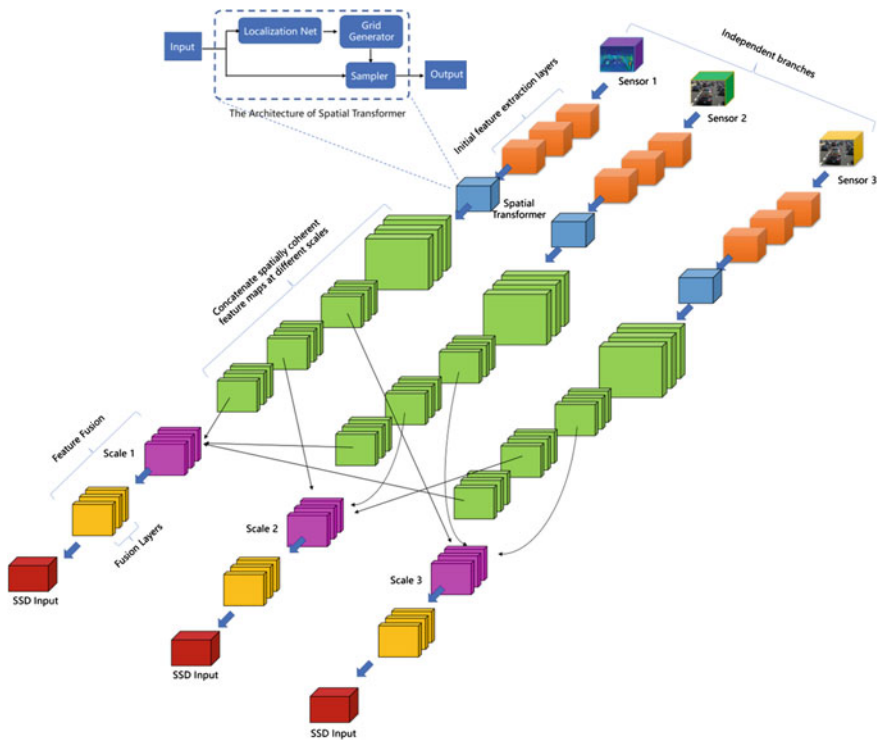 Input
Localization Net
Grid
Generator
Sampler
Output
The Architecture of Spatial Transformer
Initial feature extraction layers
Independent branches
Sensor 1
Sensor 2
Sensor 3
Spatial
Transformer
Concatenate spatially coherent
feature maps at different scales
Feature Fusion
Scale 1
Fusion Layers
SSD Input
Scale 2
SSD Input
Scale 3
SSD Input